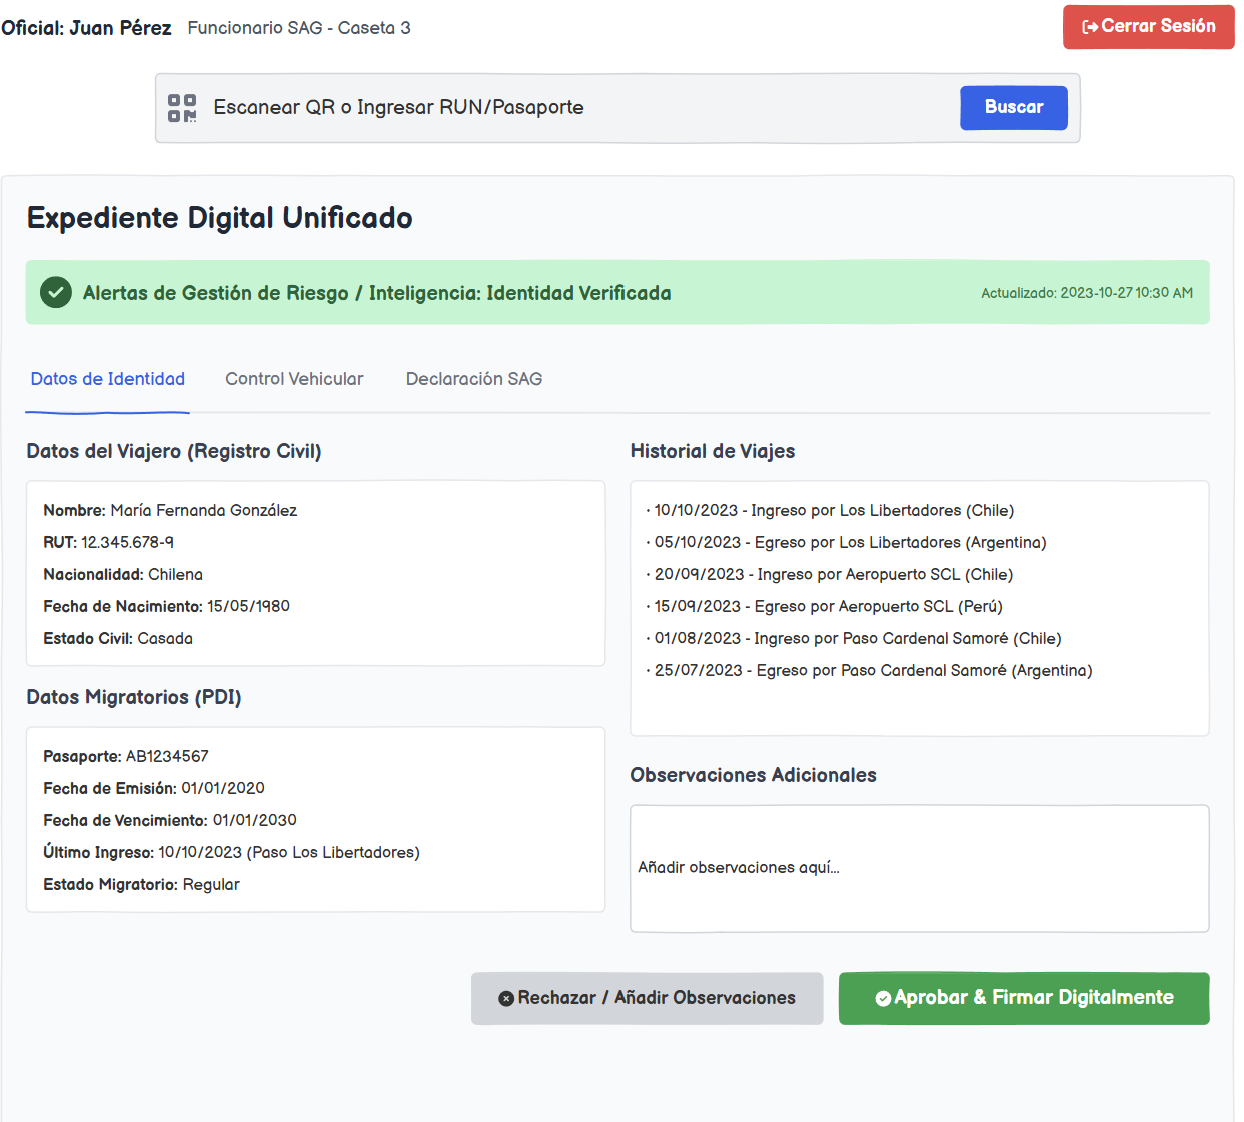 Oficial: Juan Pérez Funcionario SAG - Caseta 3 Cerrar Sesión
Escanear QR o Ingresar RUN/Pasaporte Buscar
Expediente Digital Unificado
Alertas de Gestión de Riesgo / Inteligencia: Identidad Verificada Actualizado: 2023-10-27 10:30 AM
Datos de Identidad Control Vehicular Declaración SAG
Datos del Viajero (Registro Civil)
Nombre: María Fernanda González
RUT: 12.345.678-9
Nacionalidad: Chilena
Fecha de Nacimiento: 15/05/1980
Estado Civil: Casada
Datos Migratorios (PDI)
Pasaporte: AB1234567
Fecha de Emisión: 01/01/2020
Fecha de Vencimiento: 01/01/2030
Último Ingreso: 10/10/2023 (Paso Los Libertadores)
Estado Migratorio: Regular
Historial de Viajes
· 10/10/2023 - Ingreso por Los Libertadores (Chile)
· 05/10/2023 - Egreso por Los Libertadores (Argentina)
· 20/09/2023 - Ingreso por Aeropuerto SCL (Chile)
· 15/09/2023 - Egreso por Aeropuerto SCL (Perú)
· 01/08/2023 - Ingreso por Paso Cardenal Samoré (Chile)
· 25/07/2023 - Egreso por Paso Cardenal Samoré (Argentina)
Observaciones Adicionales
Añadir observaciones aquí...
Rechazar / Añadir Observaciones Aprobar & Firmar Digitalmente